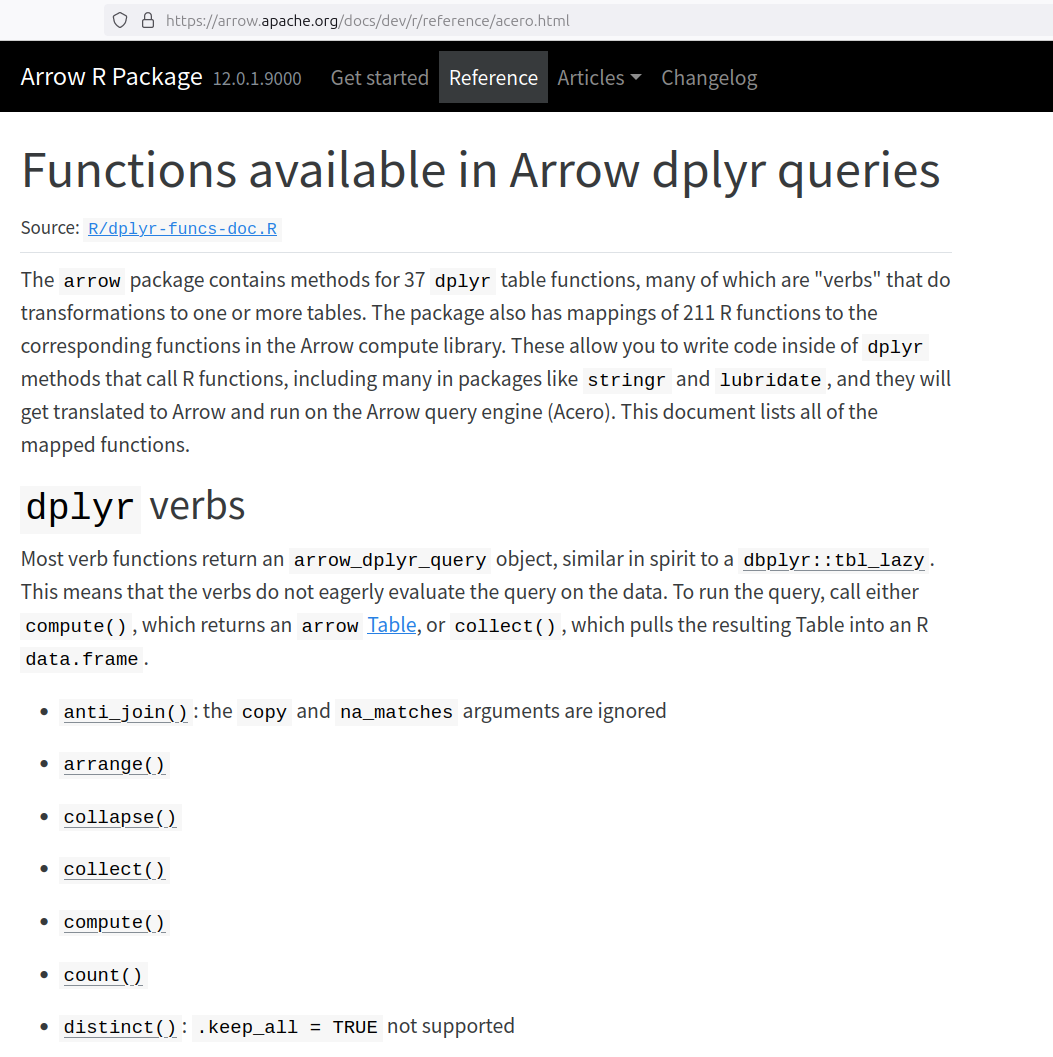 https://arrow.apache.org/docs/dev/r/reference/acero.html
Arrow R Package 12.0.1.9000 Get started Reference Articles Changelog
Functions available in Arrow dplyr queries
Source: R/dplyr-funcs-doc.R
The arrow package contains methods for 37 dplyr table functions, many of which are "verbs" that do
transformations to one or more tables. The package also has mappings of 211 R functions to the
corresponding functions in the Arrow compute library. These allow you to write code inside of dplyr
methods that call R functions, including many in packages like stringr and lubridate, and they will
get translated to Arrow and run on the Arrow query engine (Acero). This document lists all of the
mapped functions.
dplyr verbs
Most verb functions return an arrow_dplyr_query object, similar in spirit to a dbplyr::tbl_lazy.
This means that the verbs do not eagerly evaluate the query on the data. To run the query, call either
compute(), which returns an arrow Table, or collect(), which pulls the resulting Table into an R
data.frame.
• anti_join(): the copy and na_matches arguments are ignored
• arrange()
• collapse()
• collect()
• compute()
• count()
• distinct(): .keep_all = TRUE not supported